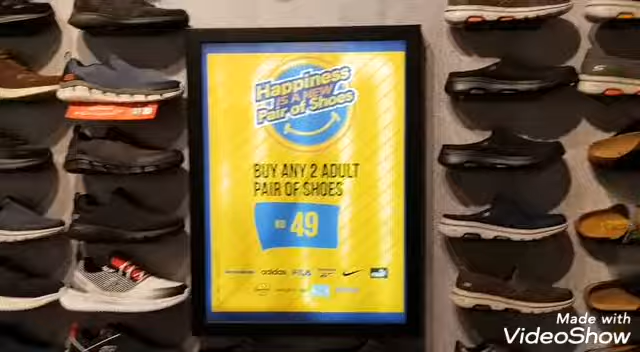 Happiness
IS A NEW
Pair of Shoes
BUY ANY 2 ADULT
PAIR OF SHOES
49
adidas FILA
Made with
VideoShow